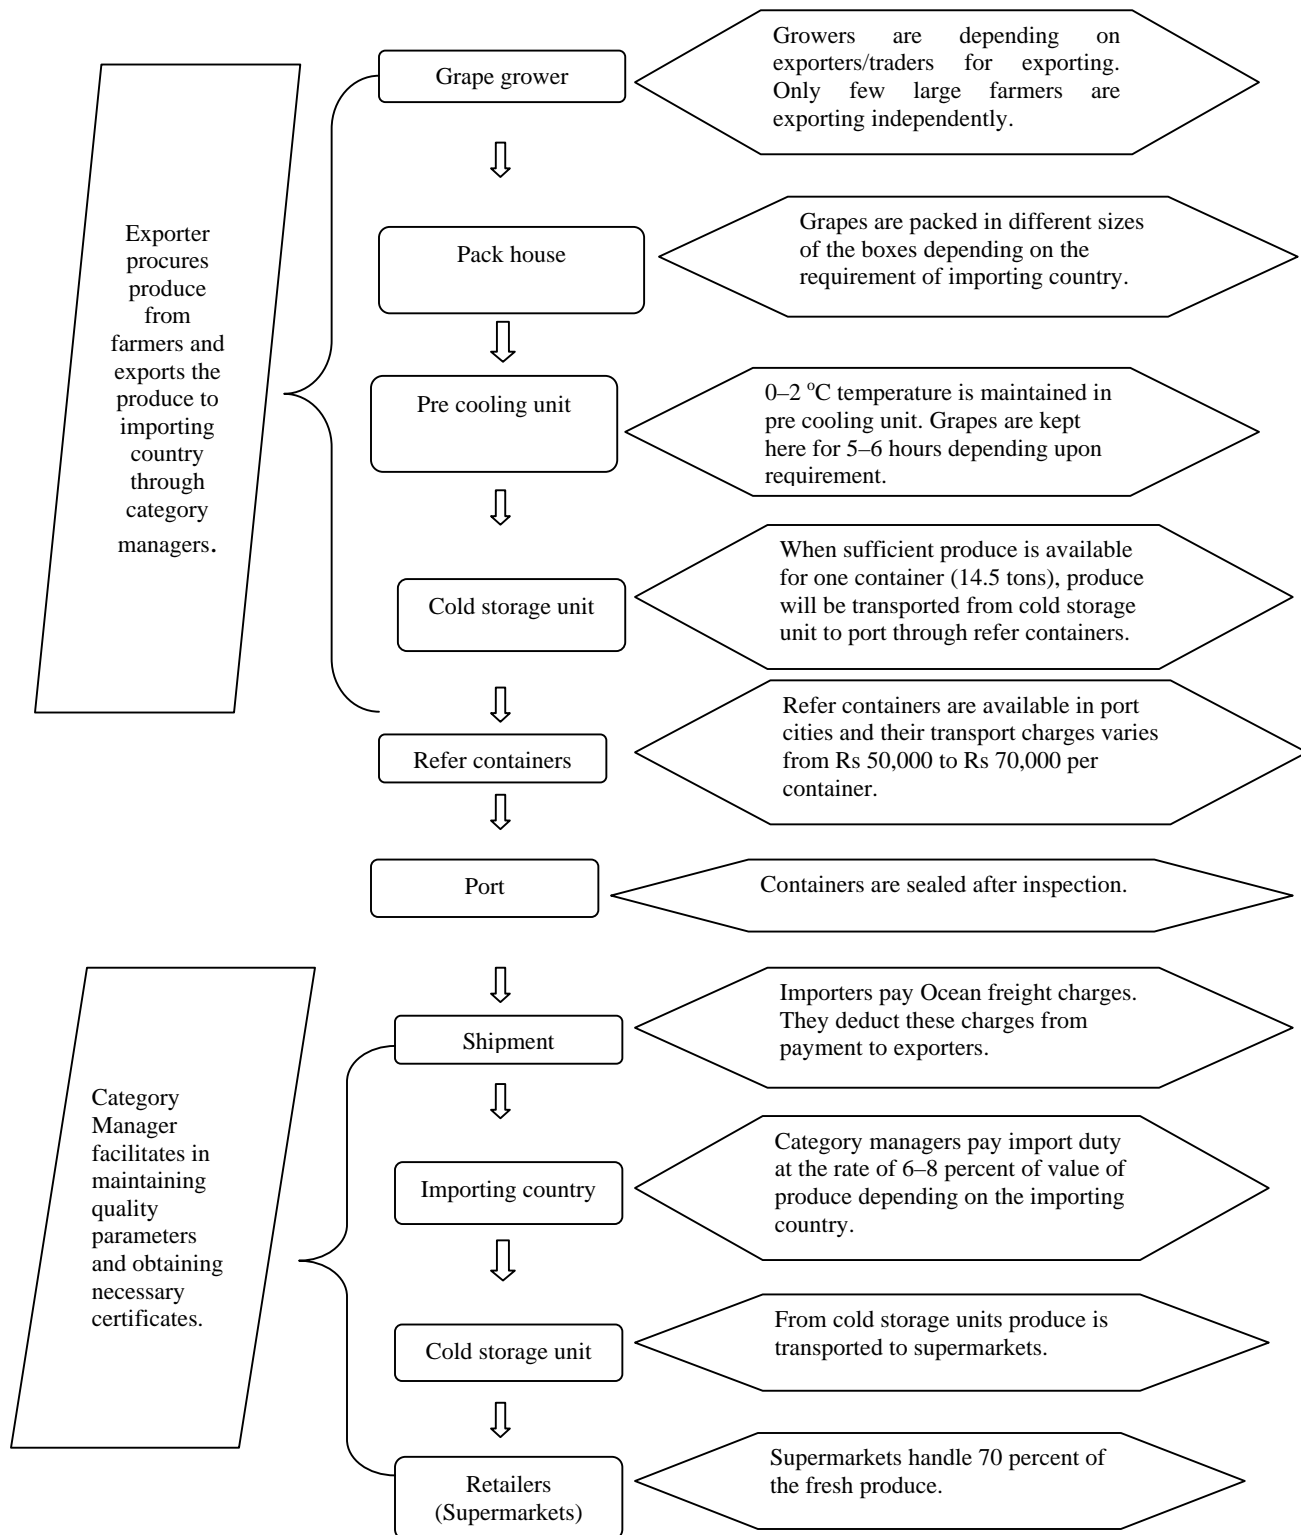 Grape grower
Growers are depending on
exporters/traders for exporting.
Only few large farmers are
exporting independently.
Exporter
procures
produce
from
farmers and
exports the
produce to
importing
country
through
category
managers.
Pack house
Grapes are packed in different sizes
of the boxes depending on the
requirement of importing country.
Pre cooling unit
0–2 °C temperature is maintained in
pre cooling unit. Grapes are kept
here for 5–6 hours depending upon
requirement.
Cold storage unit
When sufficient produce is available
for one container (14.5 tons), produce
will be transported from cold storage
unit to port through refer containers.
Refer containers
Refer containers are available in port
cities and their transport charges varies
from Rs 50,000 to Rs 70,000 per
container.
Port
Containers are sealed after inspection.
Shipment
Importers pay Ocean freight charges.
They deduct these charges from
payment to exporters.
Category
Manager
facilitates in
maintaining
quality
parameters
and obtaining
necessary
certificates.
Importing country
Category managers pay import duty
at the rate of 6–8 percent of value of
produce depending on the importing
country.
Cold storage unit
From cold storage units produce is
transported to supermarkets.
Retailers
(Supermarkets)
Supermarkets handle 70 percent of
the fresh produce.